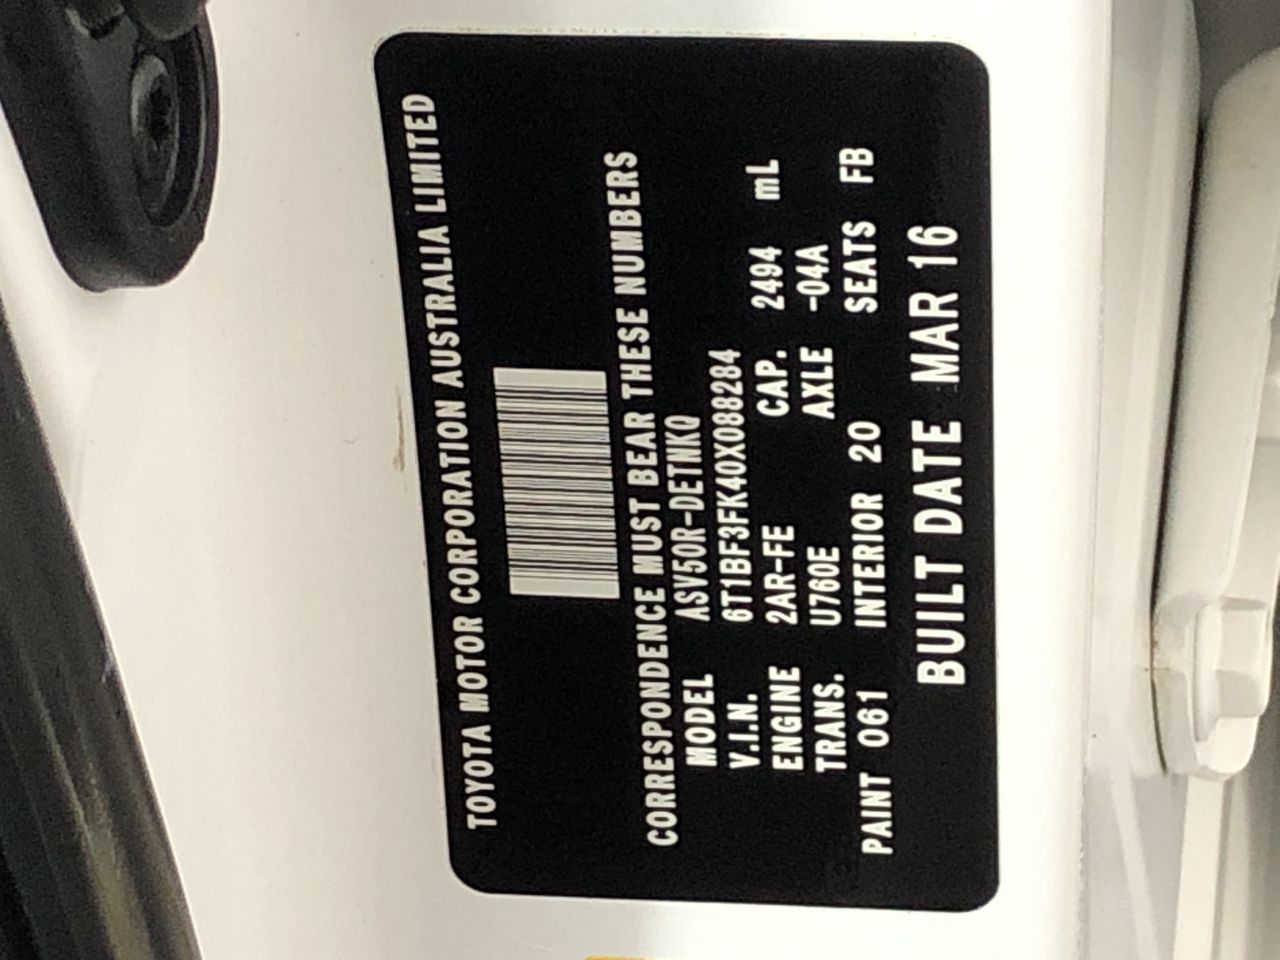 TOYOTA MOTOR CORPORATION AUSTRALIA LIMITED
CORRESPONDENCE MUST BEAR THESE NUMBERS
MODEL ASV50R-DETNKQ
V.I.N. 6T1BF3FK40X088284
ENGINE 2AR-FE CAP. 2494 mL
TRANS. U760E AXLE -04A
PAINT 061 INTERIOR 20 SEATS FB
BUILT DATE MAR 16